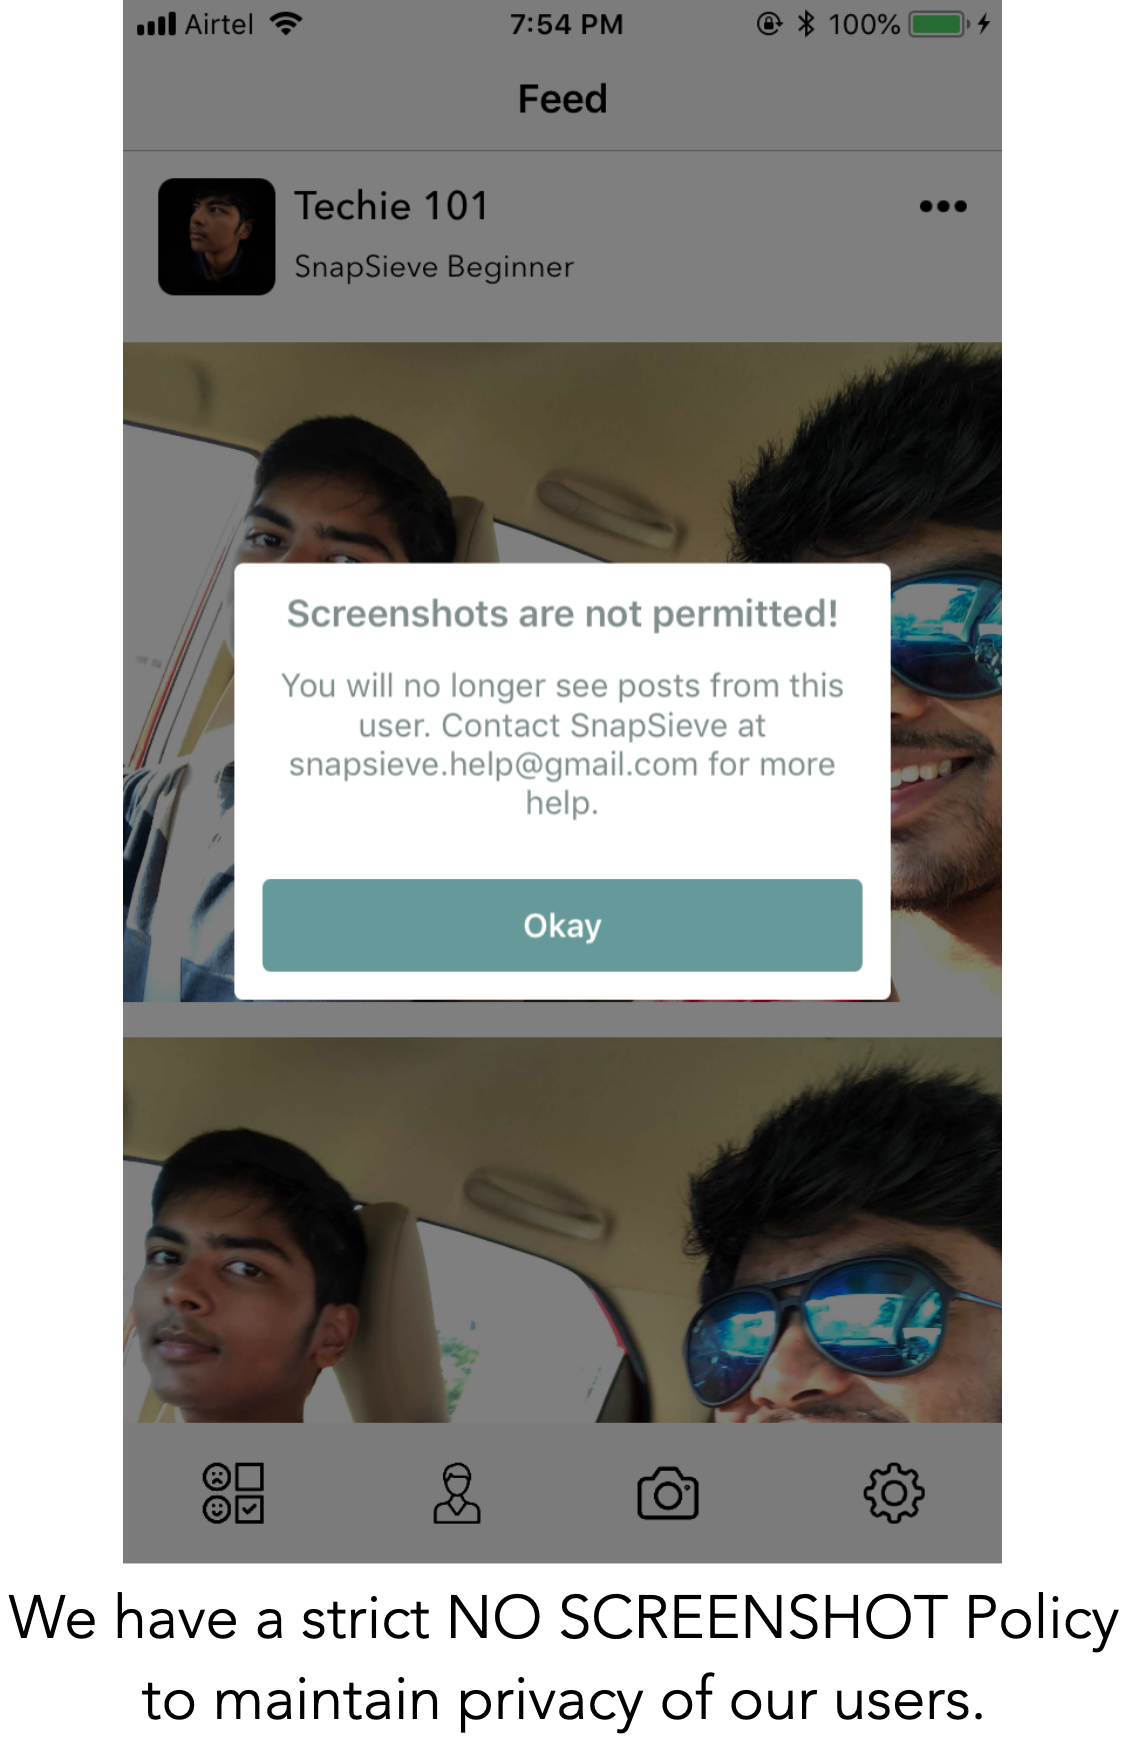 Airtel 7:54 PM 100%
Feed
Techie 101
SnapSieve Beginner
Screenshots are not permitted!
You will no longer see posts from this
user. Contact SnapSieve at
snapsieve.help@gmail.com for more
help.
Okay
We have a strict NO SCREENSHOT Policy
to maintain privacy of our users.